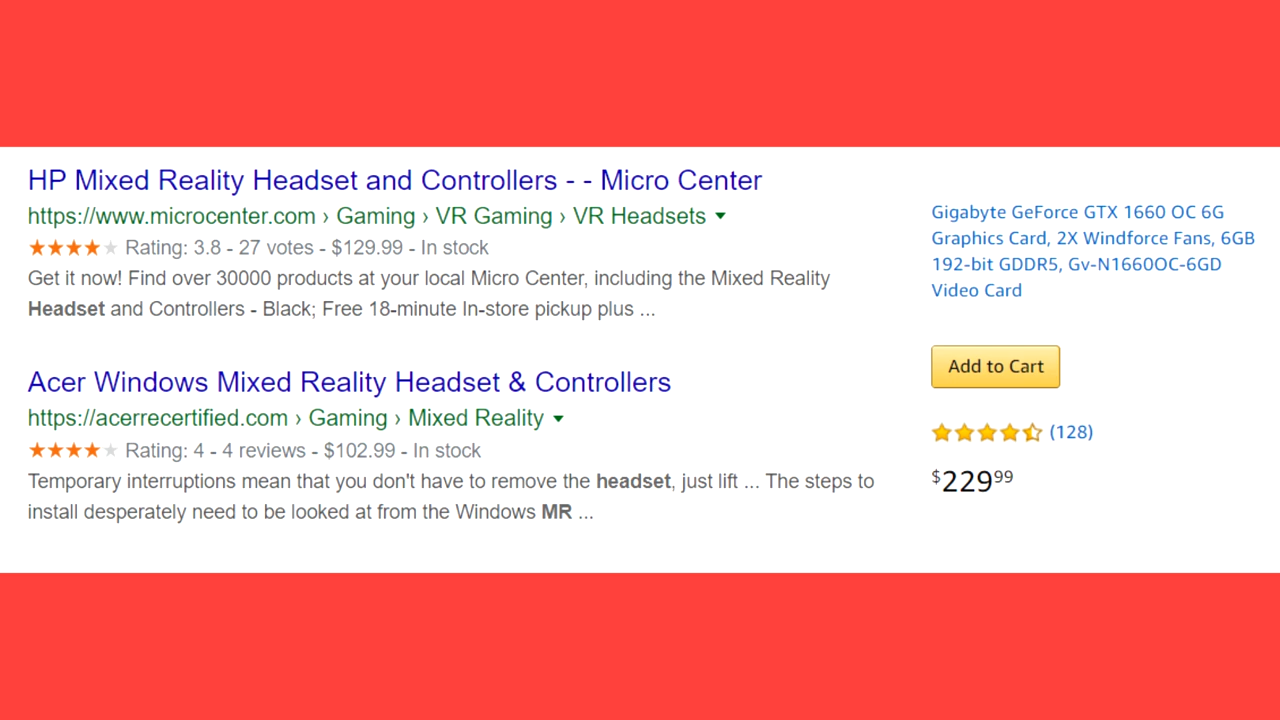 HP Mixed Reality Headset and Controllers - - Micro Center
https://www.microcenter.com › Gaming › VR Gaming › VR Headsets
Rating: 3.8 - 27 votes - $129.99 - In stock
Get it now! Find over 30000 products at your local Micro Center, including the Mixed Reality
Headset and Controllers - Black; Free 18-minute In-store pickup plus ...
Acer Windows Mixed Reality Headset & Controllers
https://acerrecertified.com › Gaming › Mixed Reality
Rating: 4 - 4 reviews - $102.99 - In stock
Temporary interruptions mean that you don't have to remove the headset, just lift ... The steps to
install desperately need to be looked at from the Windows MR ...
Gigabyte GeForce GTX 1660 OC 6G
Graphics Card, 2X Windforce Fans, 6GB
192-bit GDDR5, Gv-N1660OC-6GD
Video Card
Add to Cart
(128)
$22999